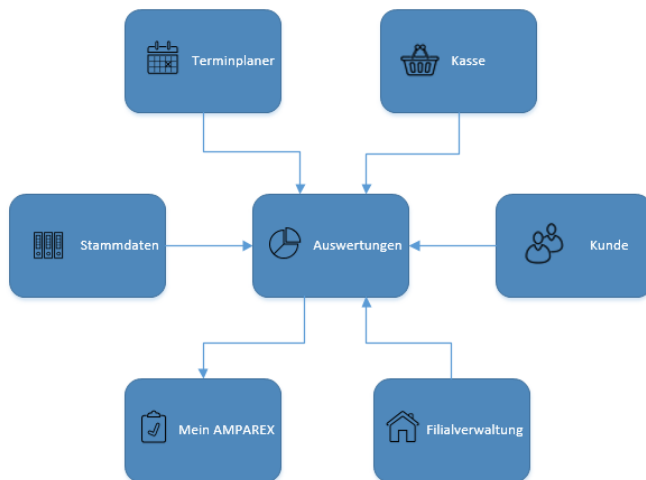 Terminplaner
Kasse
Stammdaten
Auswertungen
Kunde
Mein AMPAREX
Filialverwaltung